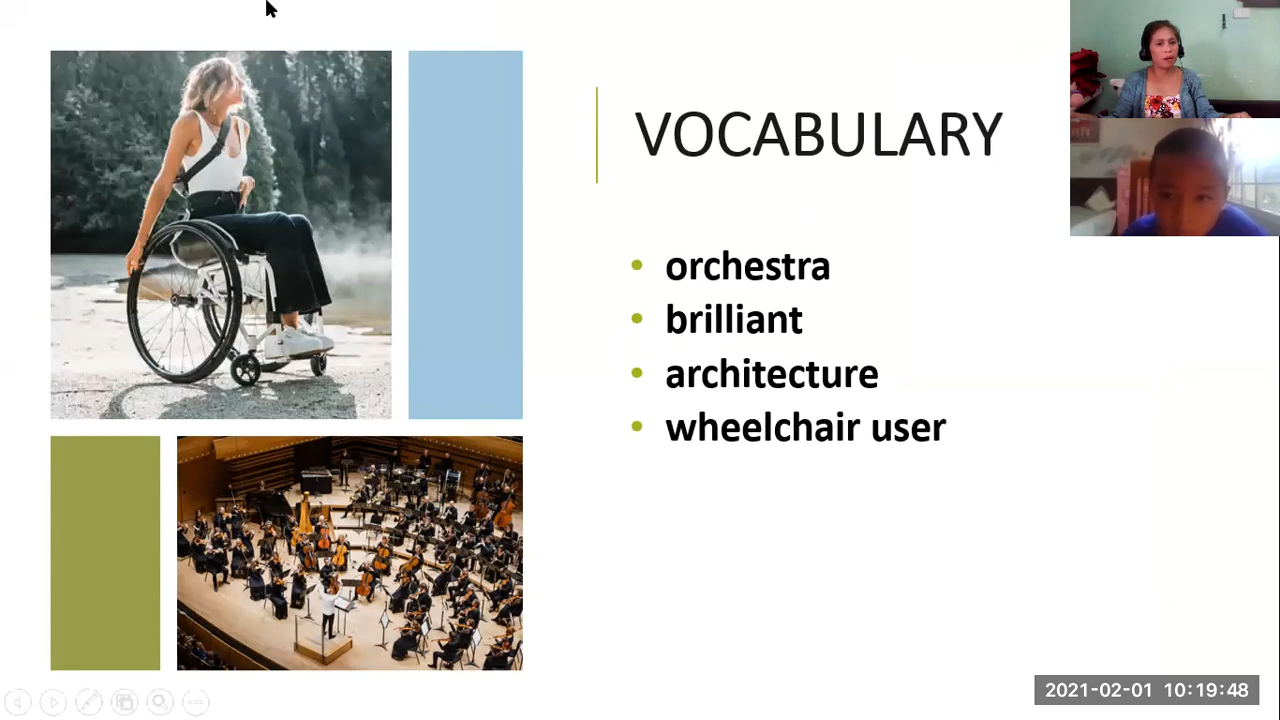 VOCABULARY
• orchestra
• brilliant
• architecture
• wheelchair user
2021-02-01 10:19:48